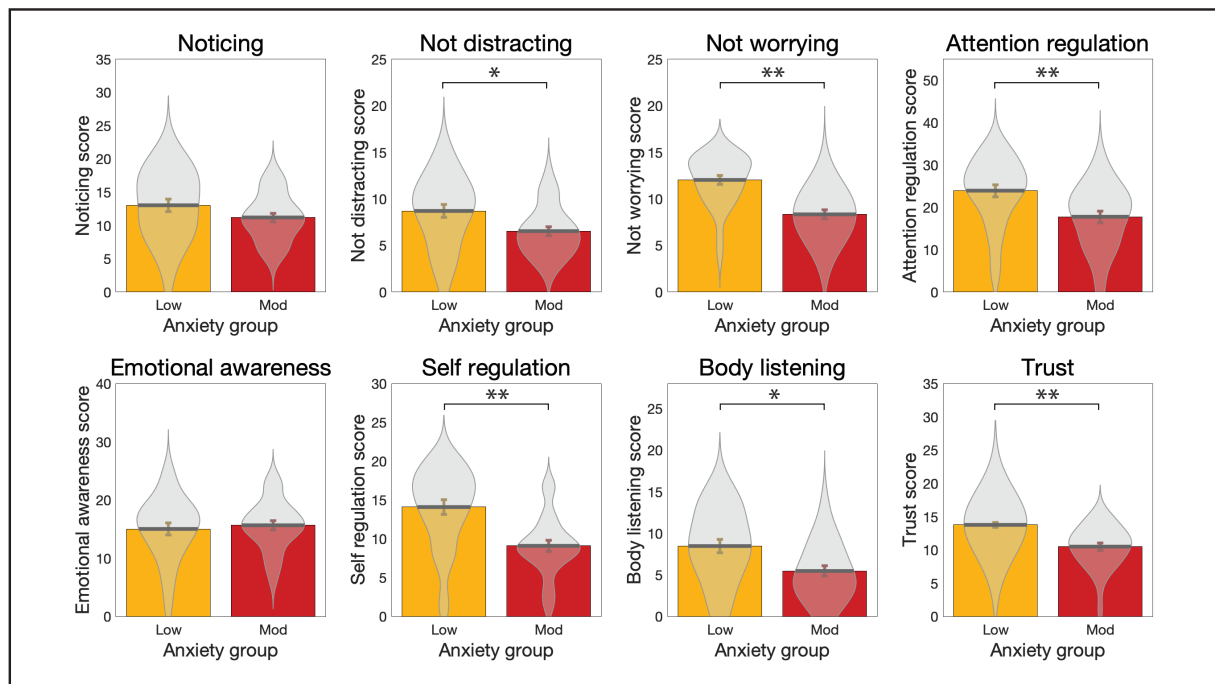 Noticing
Noticing score
35
30
25
20
15
10
5
0
Low
Mod
Anxiety group
Not distracting
Not distracting score
25
20
15
10
5
0
*
Low
Mod
Anxiety group
Not worrying
Not worrying score
25
20
15
10
5
0
**
Low
Mod
Anxiety group
Attention regulation
Attention regulation score
50
40
30
20
10
0
**
Low
Mod
Anxiety group
Emotional awareness
Emotional awareness score
40
30
20
10
0
Low
Mod
Anxiety group
Self regulation
Self regulation score
30
25
20
15
10
5
0
**
Low
Mod
Anxiety group
Body listening
Body listening score
25
20
15
10
5
0
*
Low
Mod
Anxiety group
Trust
Trust score
35
30
25
20
15
10
5
0
**
Low
Mod
Anxiety group